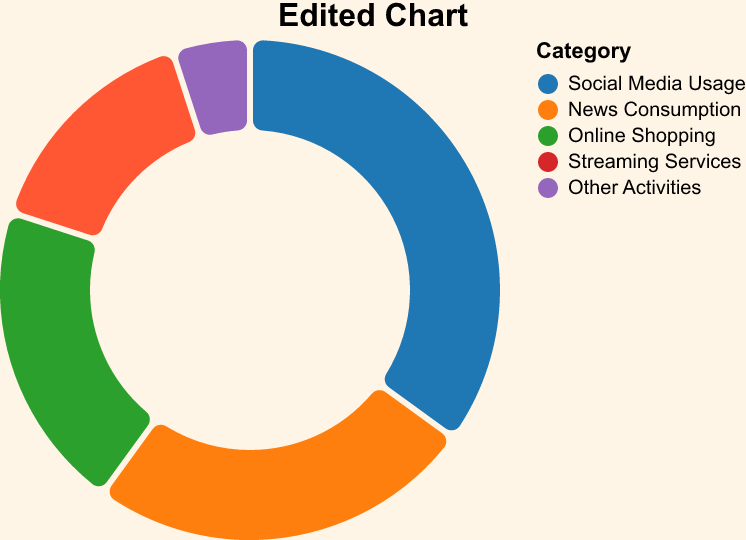 Edited Chart
Category
Social Media Usage
News Consumption
Online Shopping
Streaming Services
Other Activities